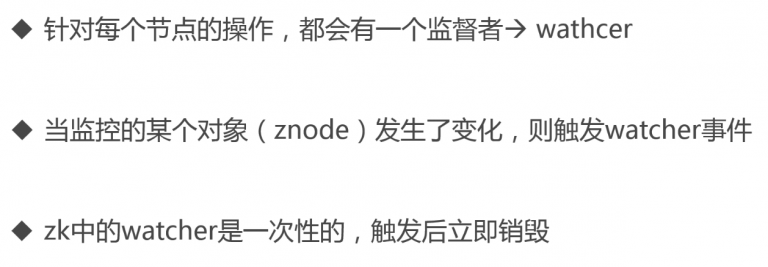 ◆ 针对每个节点的操作，都会有一个监督者→ wathcer
◆ 当监控的某个对象（znode）发生了变化，则触发watcher事件
◆ zk中的watcher是一次性的，触发后立即销毁